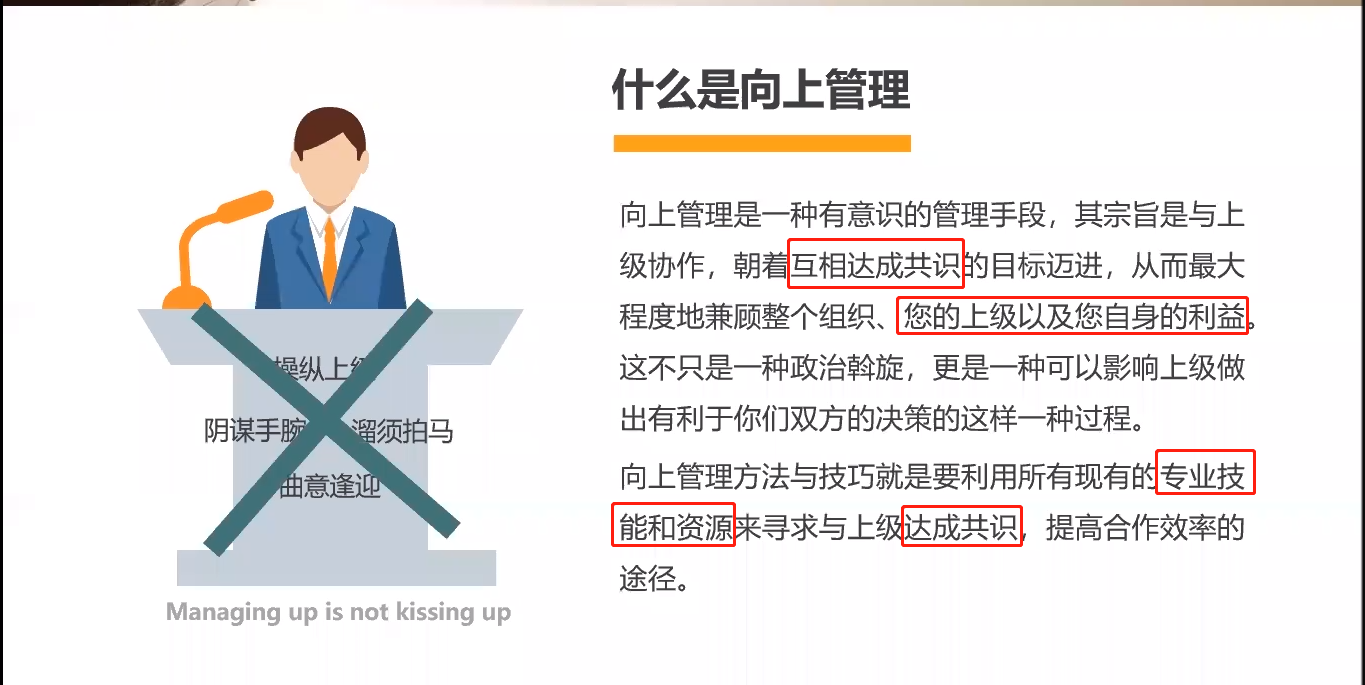 什么是向上管理
向上管理是一种有意识的管理手段，其宗旨是与上
级协作，朝着互相达成共识的目标迈进，从而最大
程度地兼顾整个组织、您的上级以及您自身的利益。
这不只是一种政治斡旋，更是一种可以影响上级做
出有利于你们双方的决策的这样一种过程。
向上管理方法与技巧就是要利用所有现有的专业技
能和资源来寻求与上级达成共识，提高合作效率的
途径。
操纵上级
阴谋手腕 溜须拍马
曲意逢迎
Managing up is not kissing up